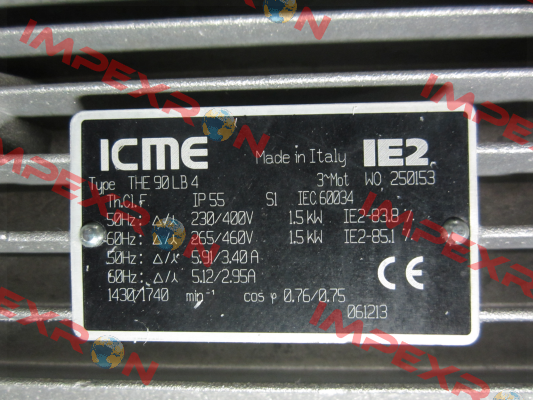 ICME Made in Italy IE2
Type THE 90 LB 4 3~Mot WO 250153
Th.Cl.F. IP 55 S1 IEC 60034
50Hz: Δ/⅄ 230/400V 1.5 kW IE2-83.8 %
60Hz: Δ/⅄ 265/460V 1.5 kW IE2-85.1 %
50Hz: Δ/⅄ 5.91/3.40 A
60Hz: Δ/⅄ 5.12/2.95A
CE
1430/1740 min⁻¹ cos φ 0.76/0.75
061213
IMPEXRON
IMPEXRON
IMPEXRON
IMPEXRON